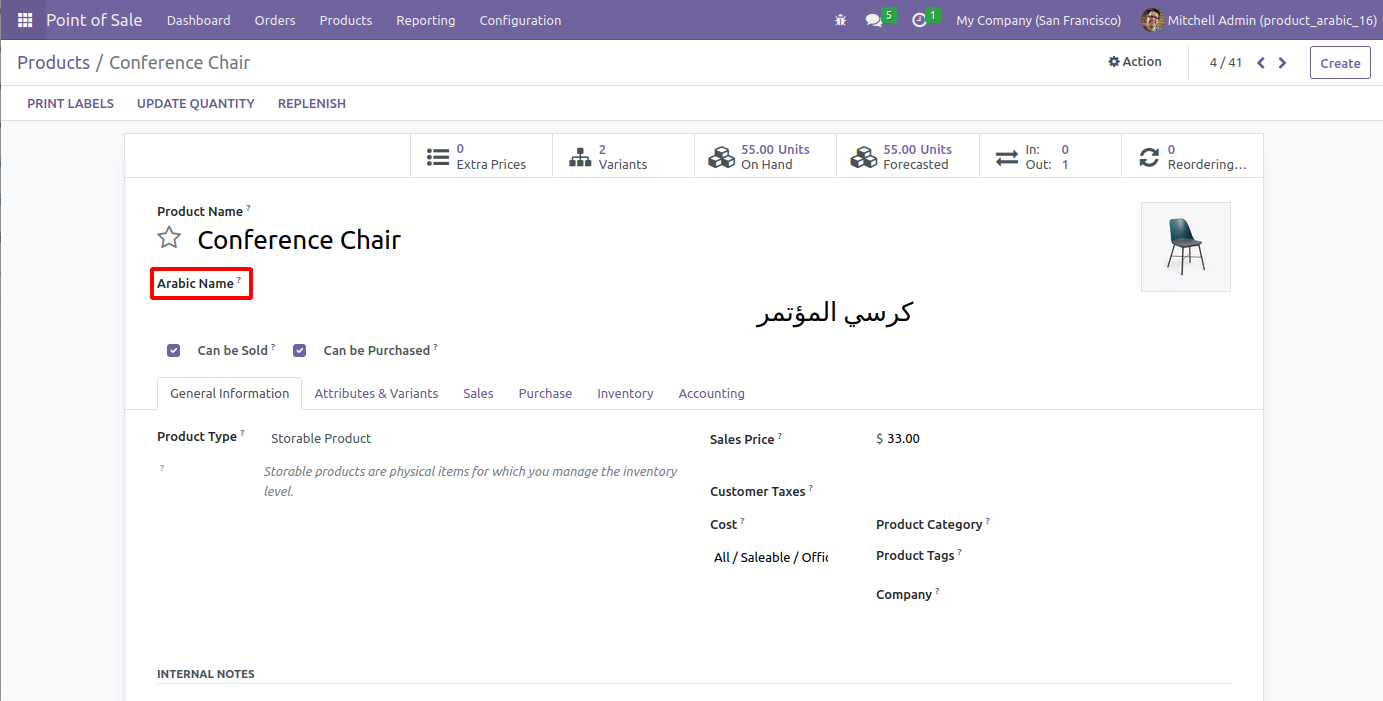 Point of Sale Dashboard Orders Products Reporting Configuration 5 1 My Company (San Francisco) Mitchell Admin (product_arabic_16)
Products / Conference Chair Action 4 / 41 Create
PRINT LABELS UPDATE QUANTITY REPLENISH
0 Extra Prices
2 Variants
55.00 Units On Hand
55.00 Units Forecasted
In: 0
Out: 1
0 Reordering...
Product Name ?
Conference Chair
Arabic Name ?
كرسي المؤتمر
Can be Sold ? Can be Purchased ?
General Information Attributes & Variants Sales Purchase Inventory Accounting
Product Type ? Storable Product
? Storable products are physical items for which you manage the inventory
level.
Sales Price ? $ 33.00
Customer Taxes ?
Cost ? Product Category ?
All / Saleable / Offic Product Tags ?
Company ?
INTERNAL NOTES